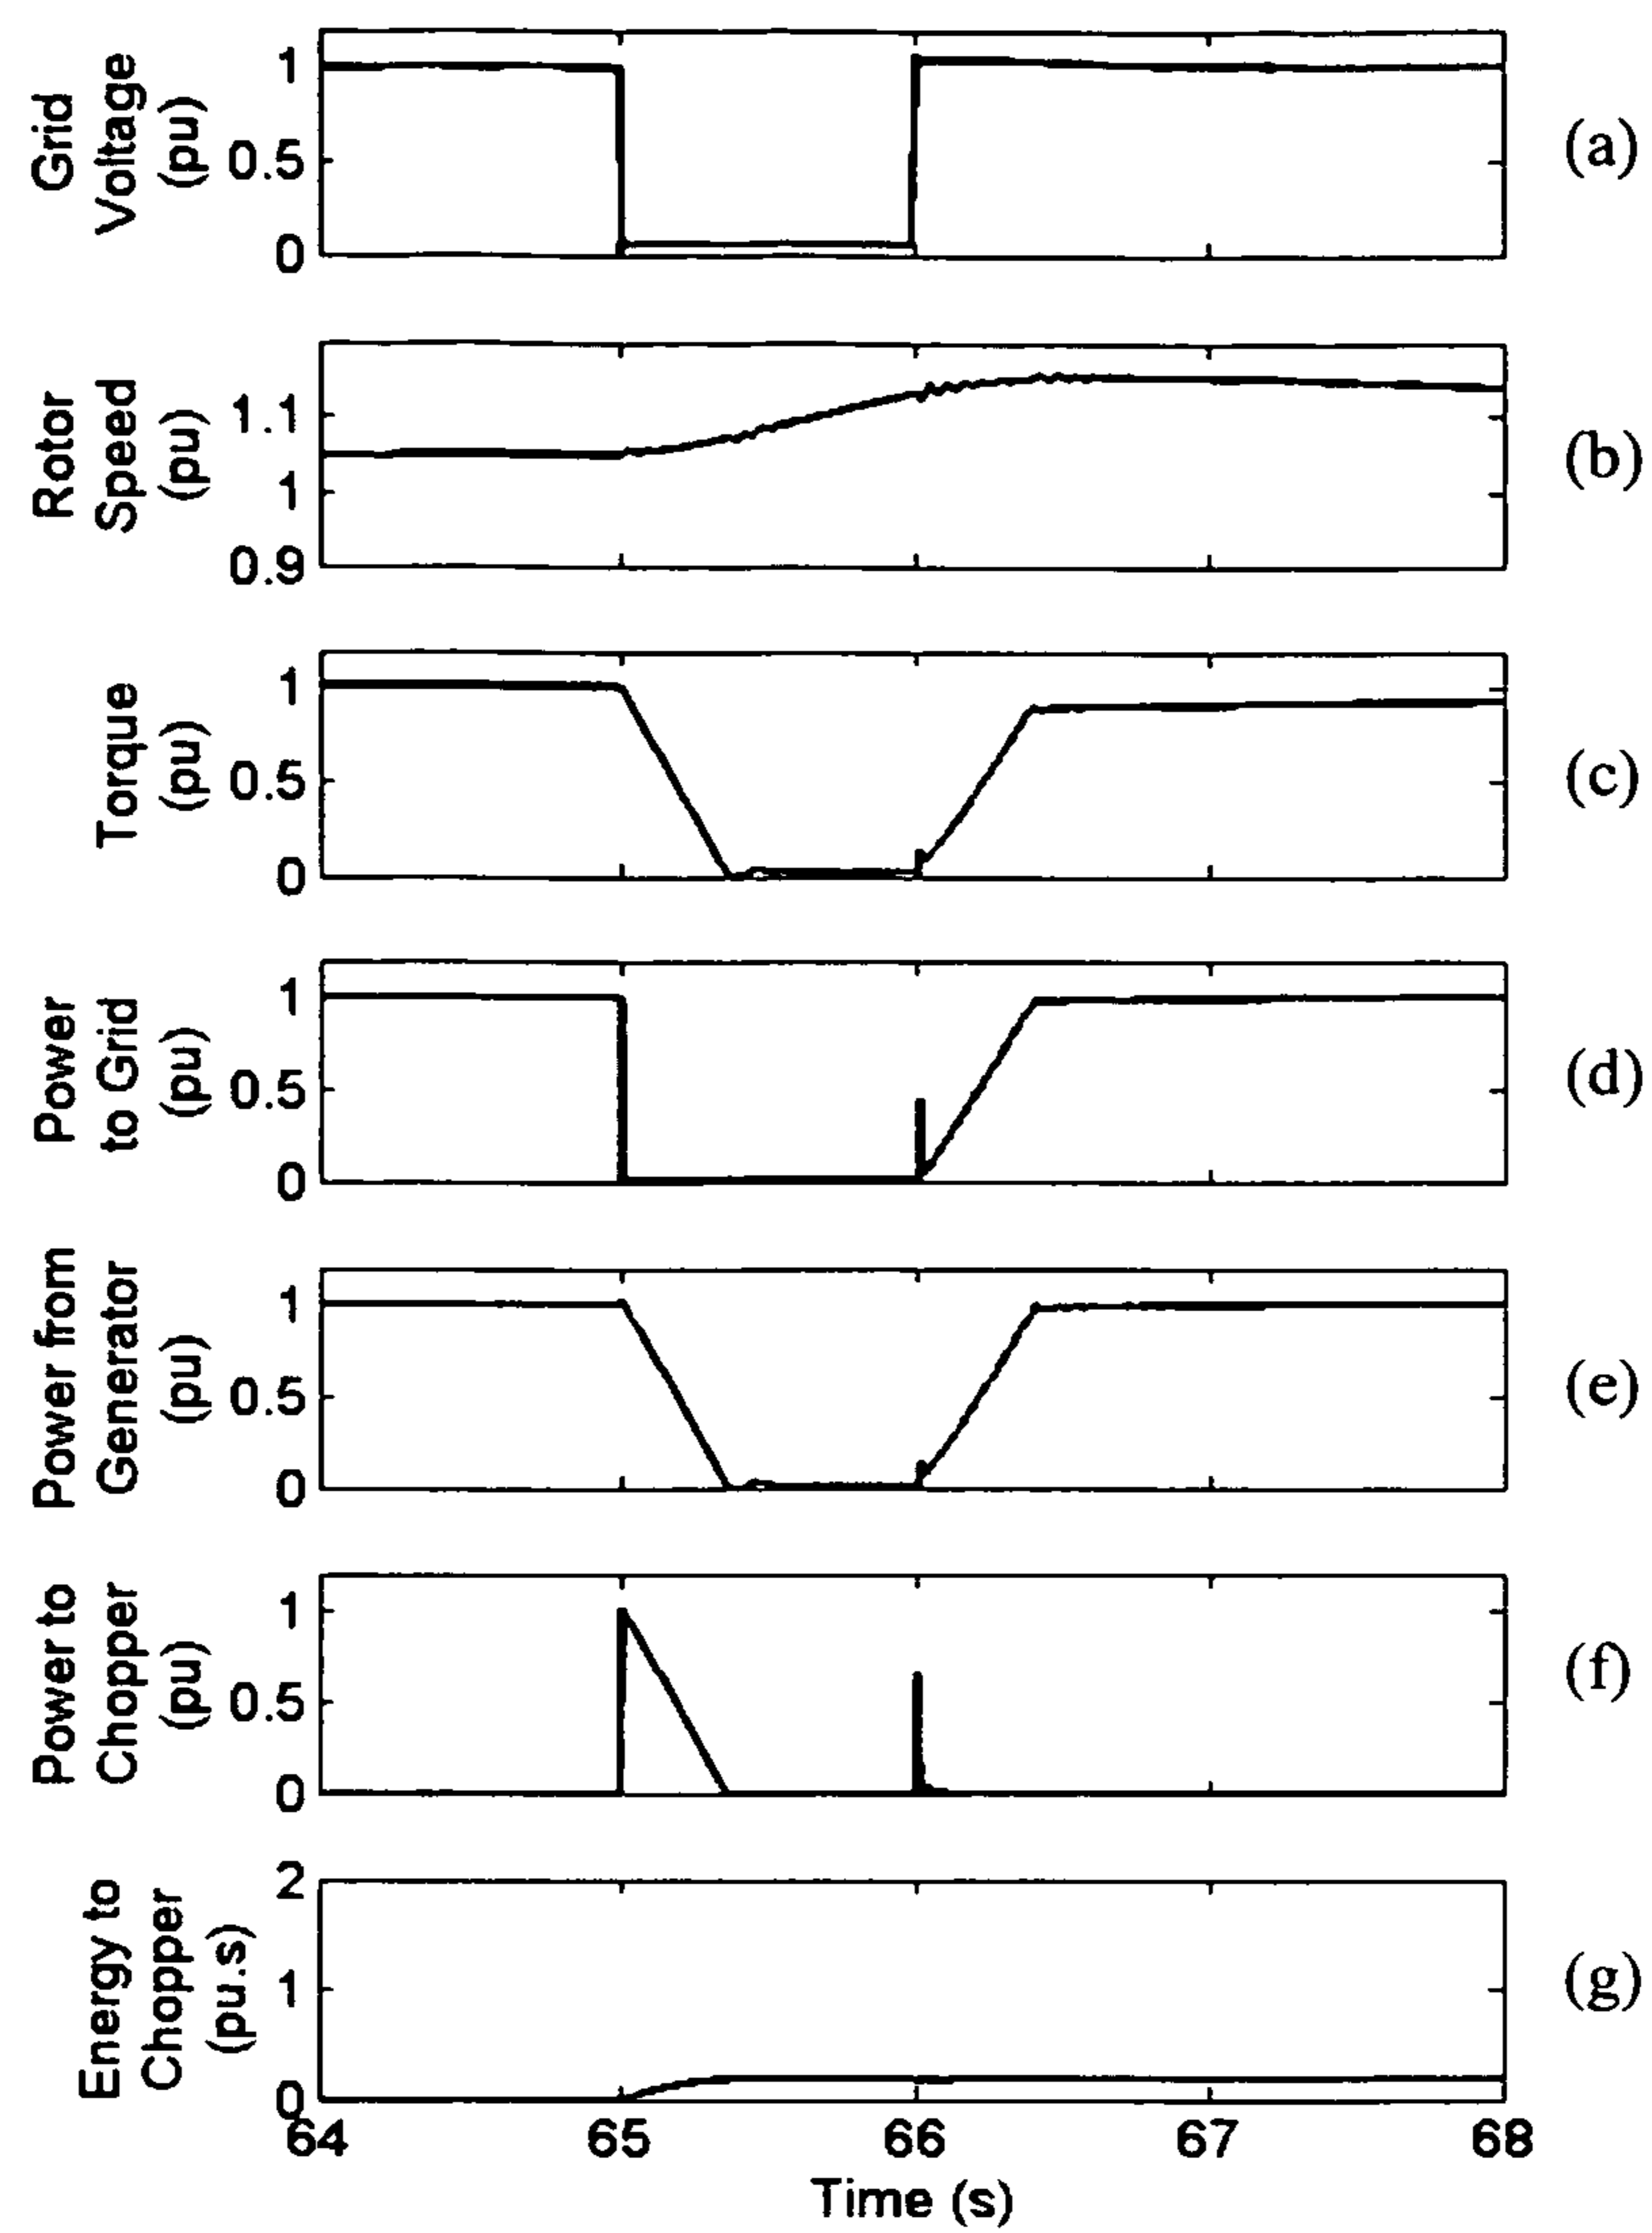 Grid
Voltage
(pu)
1
0.5
0
(a)
Rotor
Speed
(pu)
1.1
1
0.9
(b)
Torque
(pu)
1
0.5
0
(c)
Power
to Grid
(pu)
1
0.5
0
(d)
Power from
Generator
(pu)
1
0.5
0
(e)
Power to
Chopper
(pu)
1
0.5
0
(f)
Energy to
Chopper
(pu.s)
2
1
0
(g)
64 65 66 67 68
Time (s)